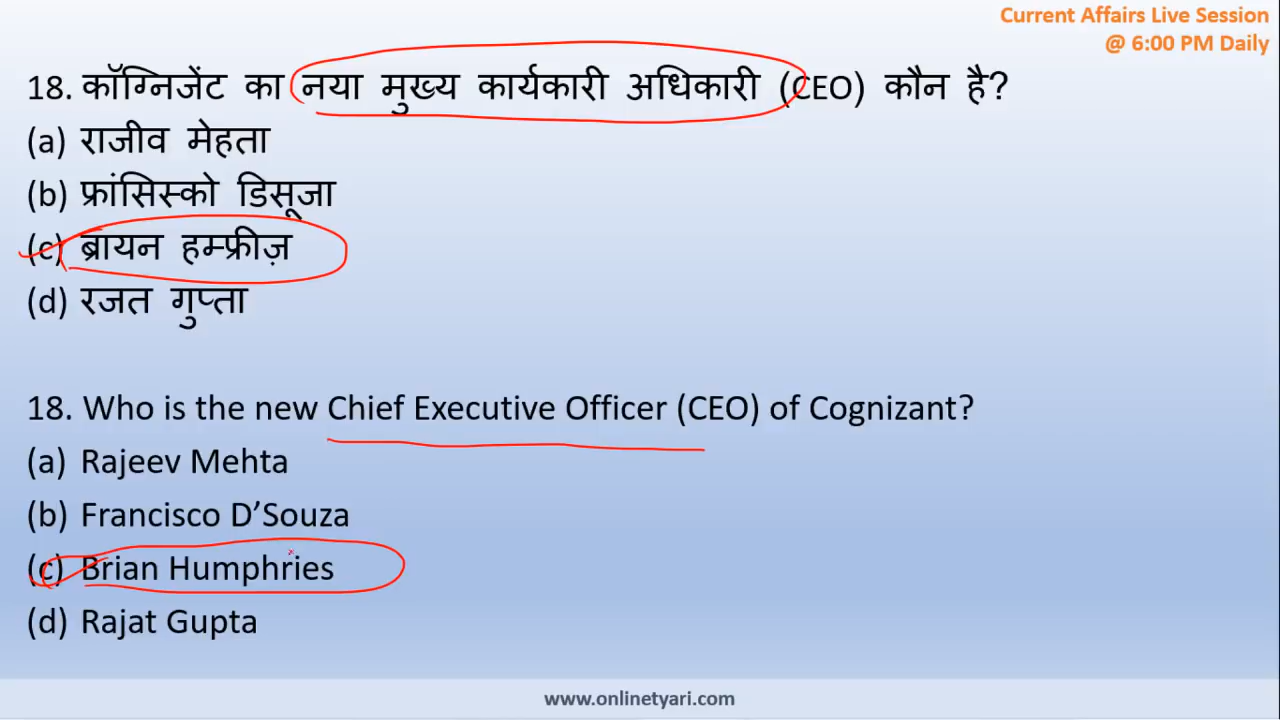 Current Affairs Live Session
@ 6:00 PM Daily
18. कॉग्निजेंट का नया मुख्य कार्यकारी अधिकारी (CEO) कौन है?
(a) राजीव मेहता
(b) फ्रांसिस्को डिसूजा
(c) ब्रायन हम्फ्रीज़
(d) रजत गुप्ता
18. Who is the new Chief Executive Officer (CEO) of Cognizant?
(a) Rajeev Mehta
(b) Francisco D’Souza
(c) Brian Humphries
(d) Rajat Gupta
www.onlinetyari.com